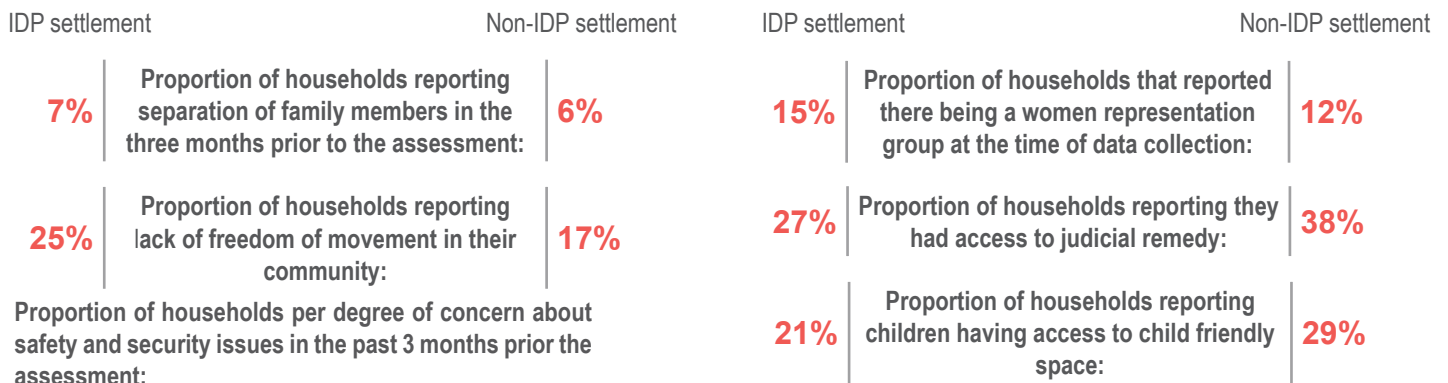 IDP settlement
Non-IDP settlement
7%
Proportion of households reporting
separation of family members in the
three months prior to the assessment:
6%
25%
Proportion of households reporting
lack of freedom of movement in their
community:
17%
Proportion of households per degree of concern about
safety and security issues in the past 3 months prior the
assessment:
IDP settlement
Non-IDP settlement
15%
Proportion of households that reported
there being a women representation
group at the time of data collection:
12%
27%
Proportion of households reporting they
had access to judicial remedy:
38%
21%
Proportion of households reporting
children having access to child friendly
space:
29%